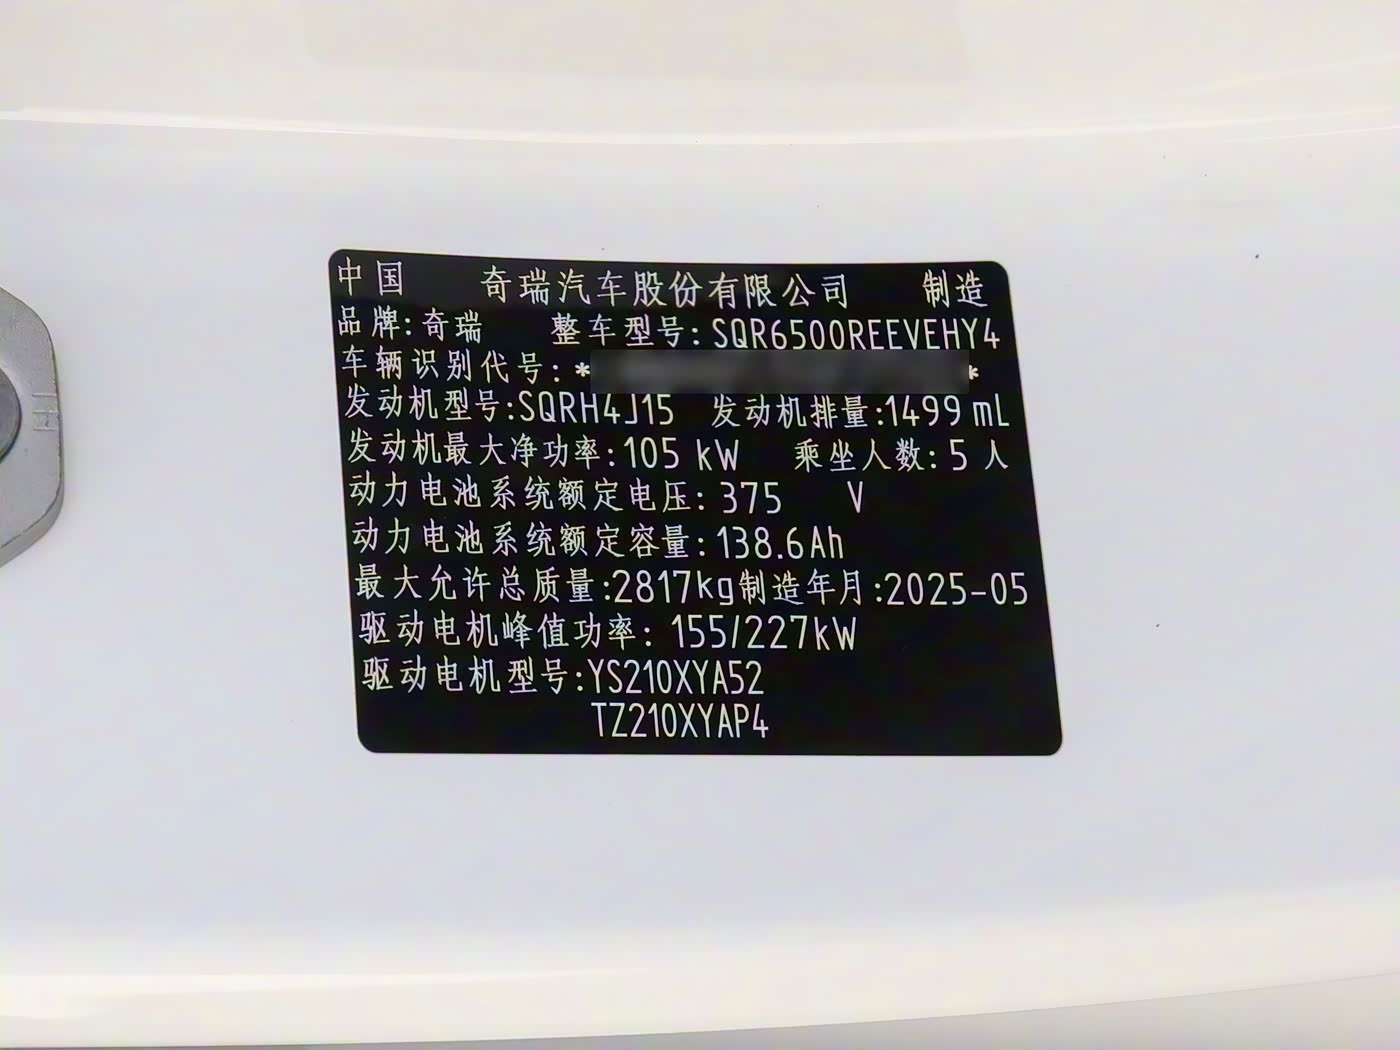 中国 奇瑞汽车股份有限公司 制造
品牌:奇瑞 整车型号:SQR6500REEVEHY4
车辆识别代号:* *
发动机型号:SQRH4J15 发动机排量:1499 mL
发动机最大净功率:105 kW 乘坐人数:5 人
动力电池系统额定电压:375 V
动力电池系统额定容量:138.6Ah
最大允许总质量:2817kg制造年月:2025-05
驱动电机峰值功率: 155/227kW
驱动电机型号:YS210XYA52
TZ210XYAP4